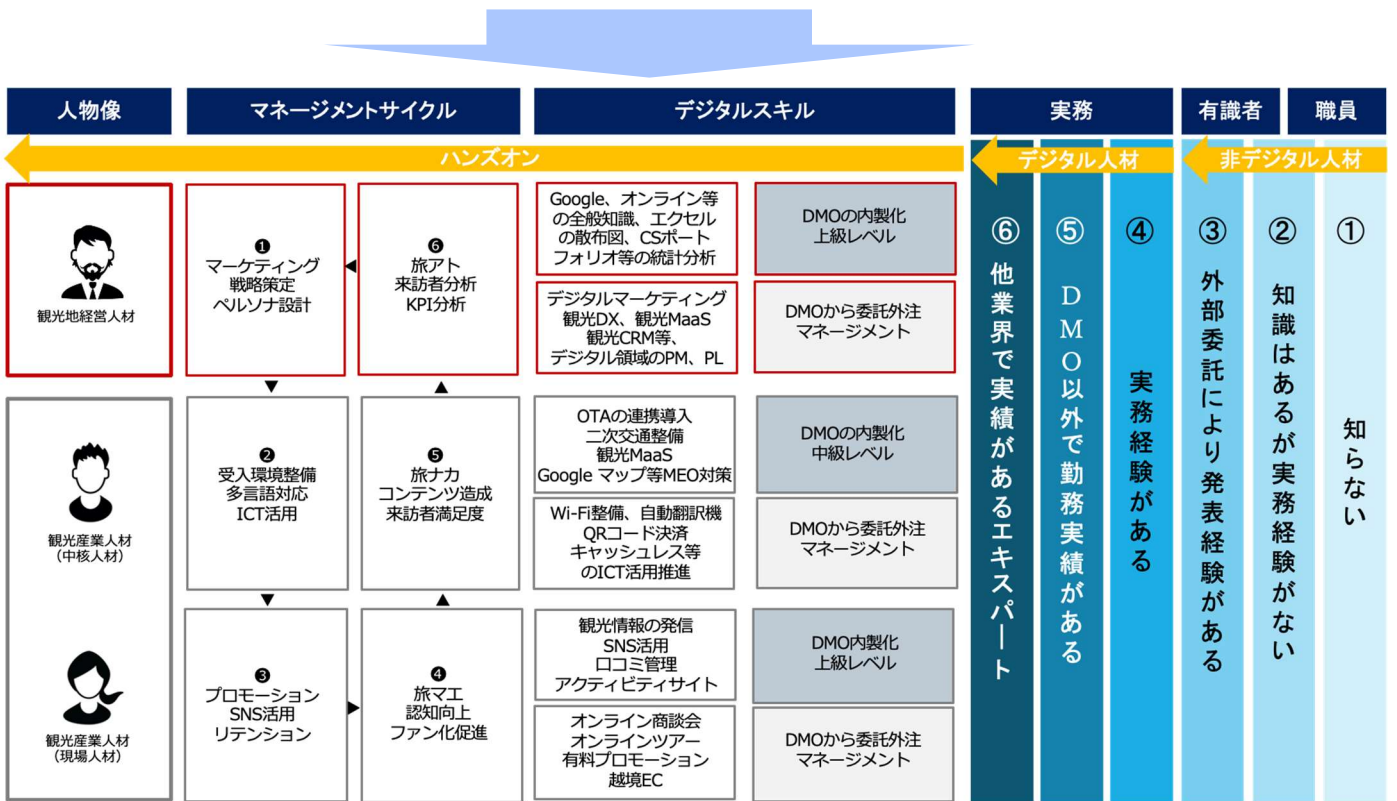 人物像
マネージメントサイクル
デジタルスキル
実務
有識者
職員
ハンズオン
デジタル人材
非デジタル人材
観光地経営人材
❶
マーケティング
戦略策定
ペルソナ設計
❻
旅アト
来訪者分析
KPI分析
Google、オンライン等
の全般知識、エクセル
の散布図、CSポート
フォリオ等の統計分析
DMOの内製化
上級レベル
デジタルマーケティング
観光DX、観光MaaS
観光CRM等、
デジタル領域のPM、PL
DMOから委託外注
マネージメント
観光産業人材
（中核人材）
❷
受入環境整備
多言語対応
ICT活用
❺
旅ナカ
コンテンツ造成
来訪者満足度
OTAの連携導入
二次交通整備
観光MaaS
Google マップ等MEO対策
DMOの内製化
中級レベル
Wi-Fi整備、自動翻訳機
QRコード決済
キャッシュレス等
のICT活用推進
DMOから委託外注
マネージメント
観光産業人材
（現場人材）
❸
プロモーション
SNS活用
リテンション
❹
旅マエ
認知向上
ファン化促進
観光情報の発信
SNS活用
口コミ管理
アクティビティサイト
DMO内製化
上級レベル
オンライン商談会
オンラインツアー
有料プロモーション
越境EC
DMOから委託外注
マネージメント
⑥他業界で実績があるエキスパート
⑤DMO以外で勤務実績がある
④実務経験がある
③外部委託により発表経験がある
②知識はあるが実務経験がない
①知らない